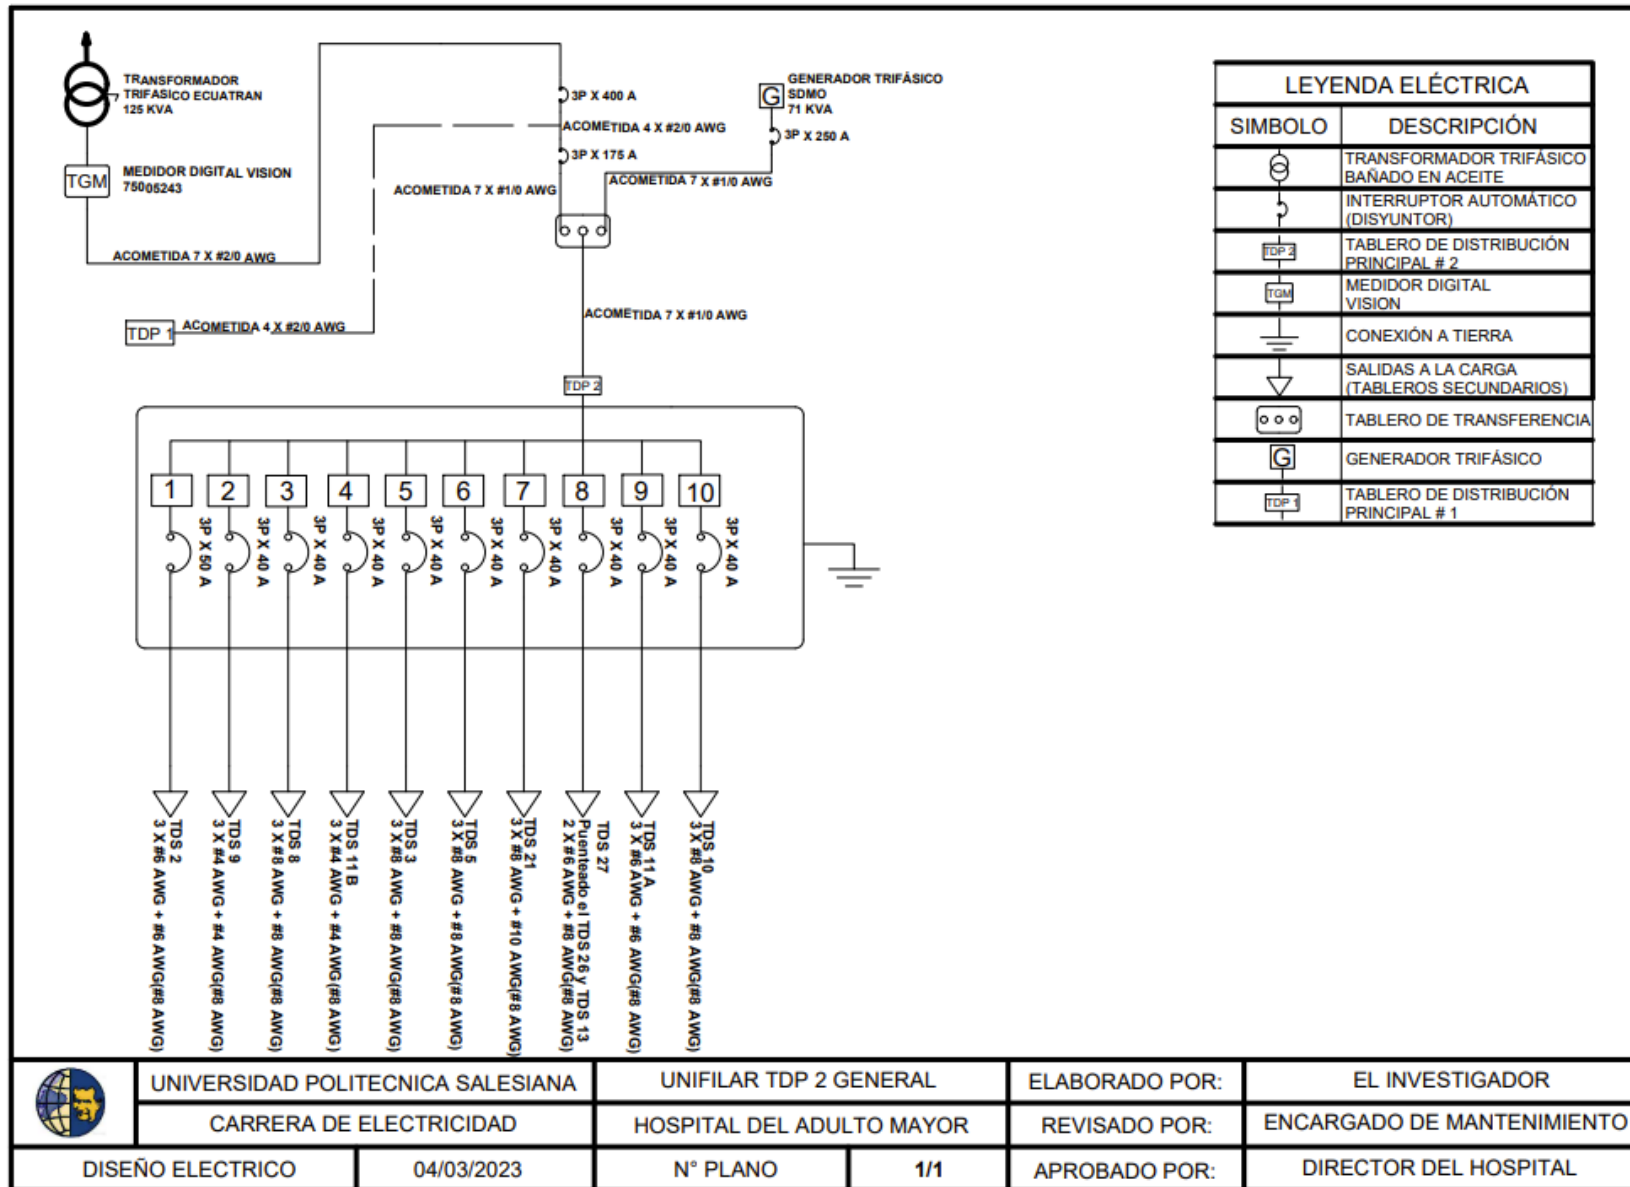 TRANSFORMADOR
TRIFASICO ECUATRAN
125 KVA
TGM
MEDIDOR DIGITAL VISION
75005243
ACOMETIDA 7 X #2/0 AWG
TDP 1
ACOMETIDA 4 X #2/0 AWG
3P X 400 A
ACOMETIDA 4 X #2/0 AWG
3P X 175 A
ACOMETIDA 7 X #1/0 AWG
GENERADOR TRIFÁSICO
SDMO
71 KVA
G
3P X 250 A
ACOMETIDA 7 X #1/0 AWG
ACOMETIDA 7 X #1/0 AWG
TDP 2
1
2
3
4
5
6
7
8
9
10
3P X 50 A
3P X 40 A
3P X 40 A
3P X 40 A
3P X 40 A
3P X 40 A
3P X 40 A
3P X 40 A
3P X 40 A
3P X 40 A
TDS 2
3 X #6 AWG + #6 AWG(#8 AWG)
TDS 9
3 X #4 AWG + #4 AWG(#8 AWG)
TDS 8
3 X #8 AWG + #8 AWG(#8 AWG)
TDS 11 B
3 X #4 AWG + #4 AWG(#8 AWG)
TDS 3
3 X #8 AWG + #8 AWG(#8 AWG)
TDS 5
3 X #8 AWG + #8 AWG(#8 AWG)
TDS 21
3 X #8 AWG + #10 AWG(#8 AWG)
TDS 27
Puenteado el TDS 26 y TDS 13
2 X #6 AWG + #8 AWG(#8 AWG)
TDS 11 A
3 X #6 AWG + #6 AWG(#8 AWG)
TDS 10
3 X #8 AWG + #8 AWG(#8 AWG)
LEYENDA ELÉCTRICA
SIMBOLO DESCRIPCIÓN
TRANSFORMADOR TRIFÁSICO
BAÑADO EN ACEITE
INTERRUPTOR AUTOMÁTICO
(DISYUNTOR)
TDP 2
TABLERO DE DISTRIBUCIÓN
PRINCIPAL # 2
TGM
MEDIDOR DIGITAL
VISION
CONEXIÓN A TIERRA
SALIDAS A LA CARGA
(TABLEROS SECUNDARIOS)
TABLERO DE TRANSFERENCIA
G
GENERADOR TRIFÁSICO
TDP 1
TABLERO DE DISTRIBUCIÓN
PRINCIPAL # 1
UNIVERSIDAD POLITECNICA SALESIANA
UNIFILAR TDP 2 GENERAL
ELABORADO POR:
EL INVESTIGADOR
CARRERA DE ELECTRICIDAD
HOSPITAL DEL ADULTO MAYOR
REVISADO POR:
ENCARGADO DE MANTENIMIENTO
DISEÑO ELECTRICO
04/03/2023
N° PLANO
1/1
APROBADO POR:
DIRECTOR DEL HOSPITAL